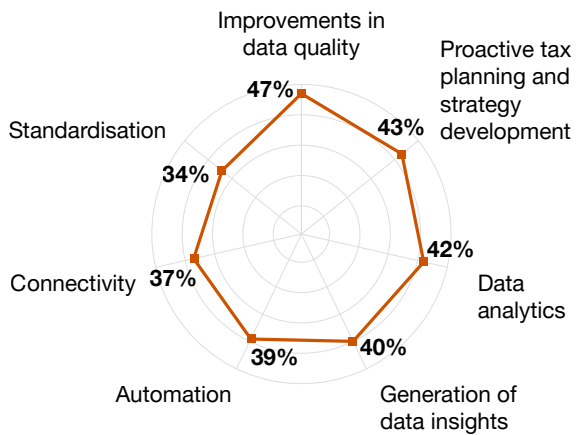 Improvements in
data quality
47%
Proactive tax
planning and
strategy
development
43%
42%
Data
analytics
40%
Generation of
data insights
39%
Automation
37%
Connectivity
34%
Standardisation